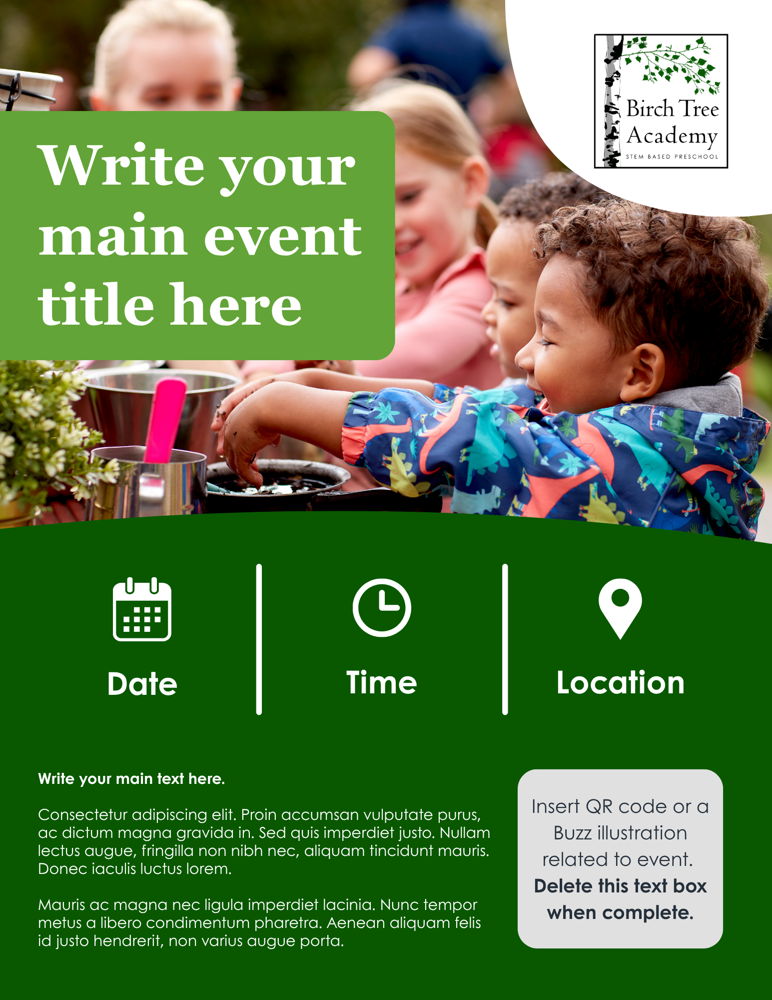 Birch Tree
Academy
STEM BASED PRESCHOOL
Write your
main event
title here
Date
Time
Location
Write your main text here.
Consectetur adipiscing elit. Proin accumsan vulputate purus,
ac dictum magna gravida in. Sed quis imperdiet justo. Nullam
lectus augue, fringilla non nibh nec, aliquam tincidunt mauris.
Donec iaculis luctus lorem.
Mauris ac magna nec ligula imperdiet lacinia. Nunc tempor
metus a libero condimentum pharetra. Aenean aliquam felis
id justo hendrerit, non varius augue porta.
Insert QR code or a
Buzz illustration
related to event.
Delete this text box
when complete.